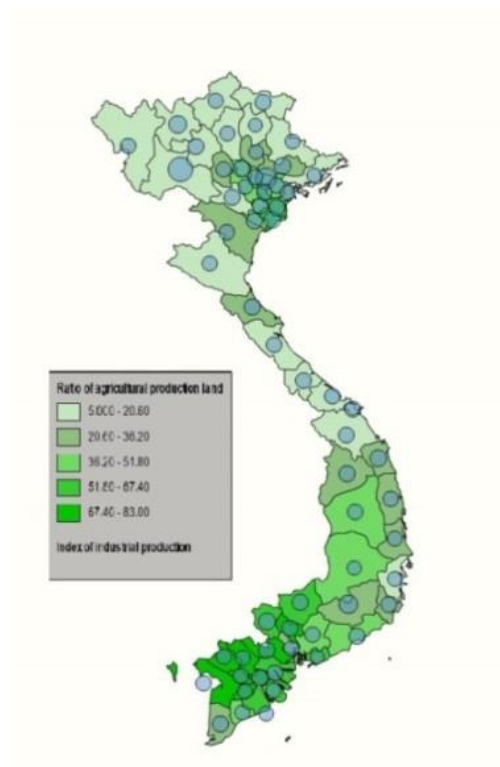 Ratio of agricultural production land
5.000 - 20.60
20.60 - 36.20
36.20 - 51.80
51.80 - 67.40
67.40 - 83.00
Index of industrial production